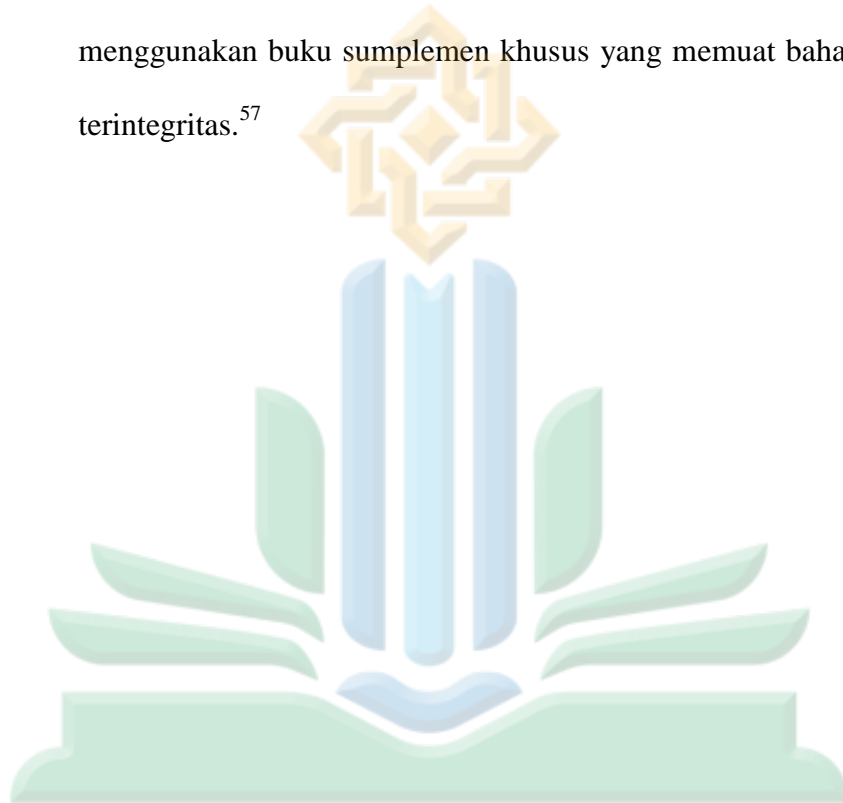 menggunakan buku sumplemen khusus yang memuat baha
terintegritas.57